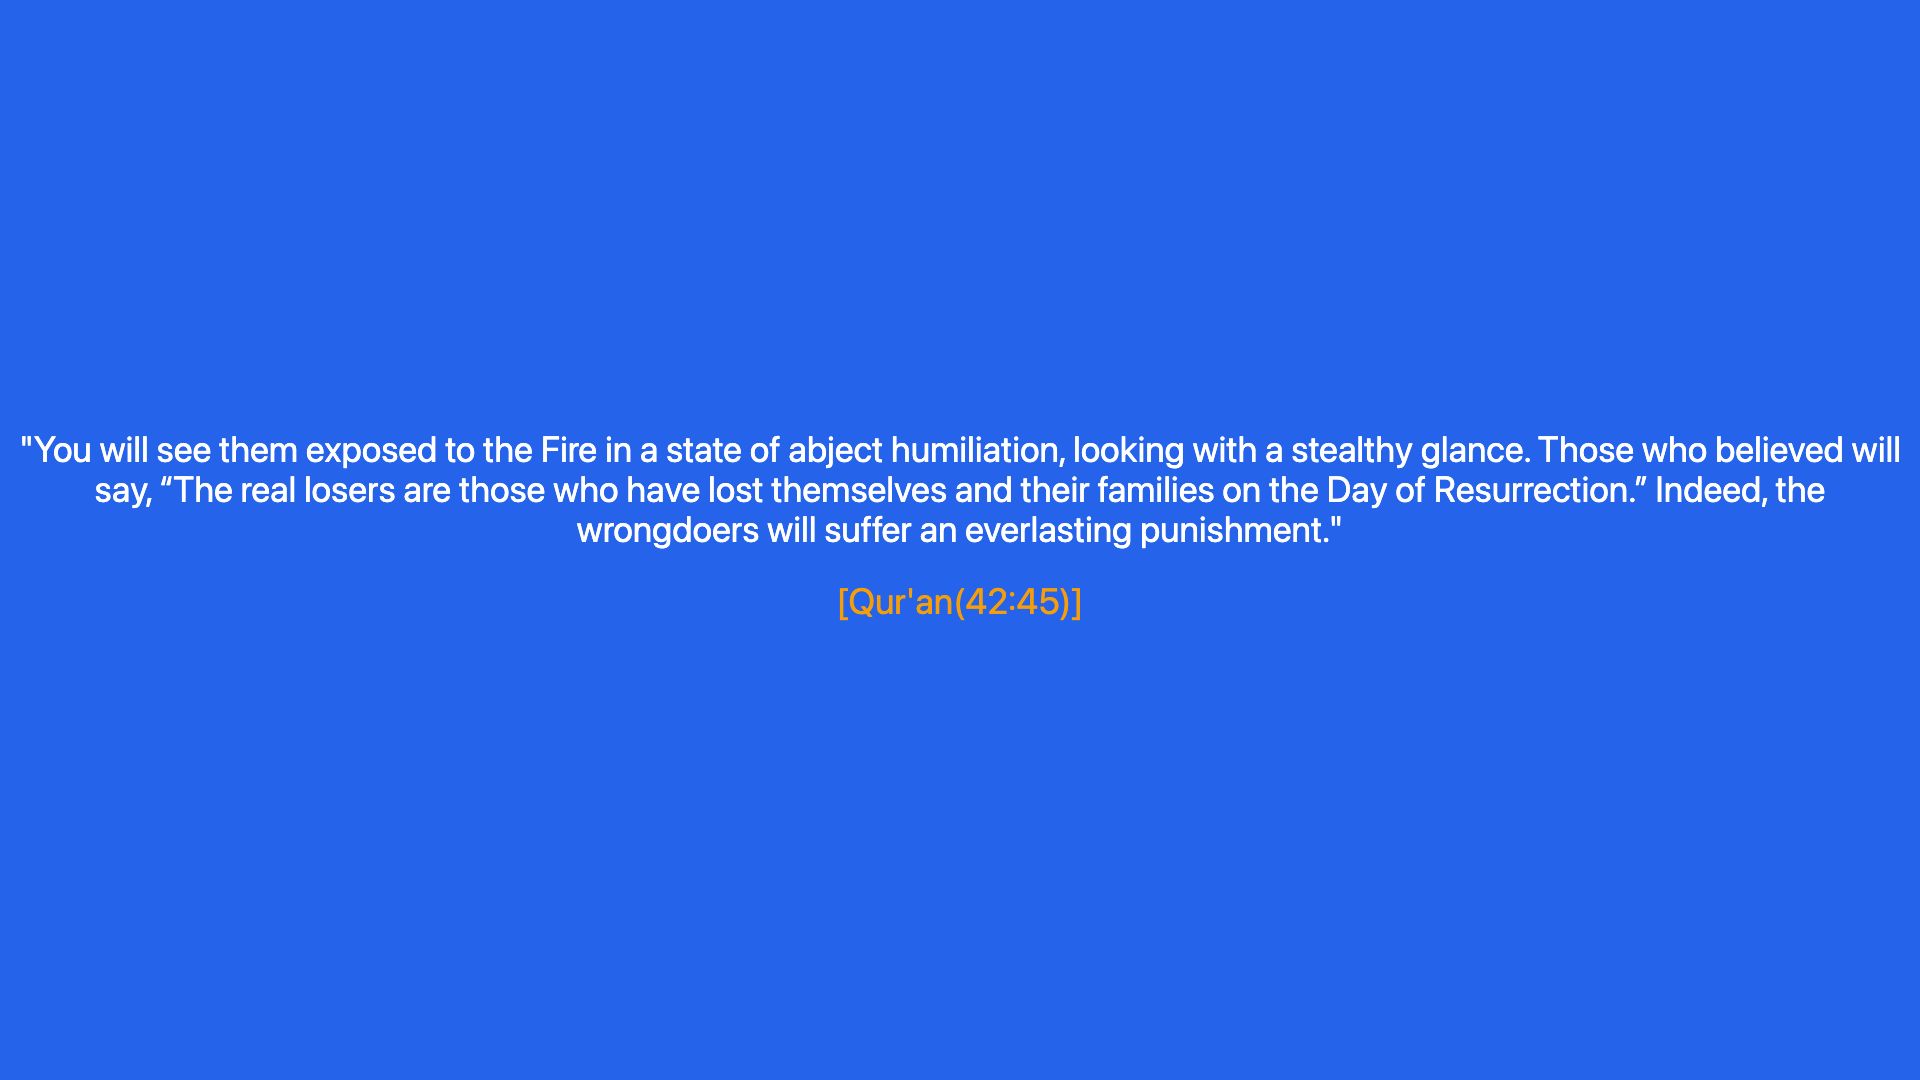 "You will see them exposed to the Fire in a state of abject humiliation, looking with a stealthy glance. Those who believed will
say, “The real losers are those who have lost themselves and their families on the Day of Resurrection.” Indeed, the
wrongdoers will suffer an everlasting punishment."
[Qur'an(42:45)]